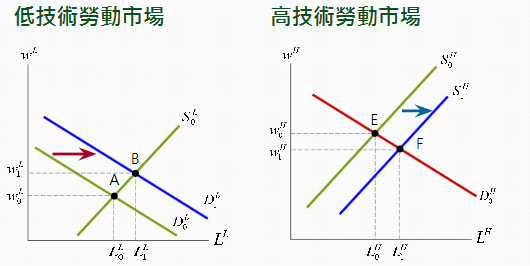 低技術勞動市場
高技術勞動市場
w^L
S_0^L
B
w_1^L
A
w_0^L
D_1^L
D_0^L
L^L
L_0^L
L_1^L
w^H
S_0^H
S_1^H
E
w_0^H
F
w_1^H
D_0^H
L^H
L_0^H
L_1^H